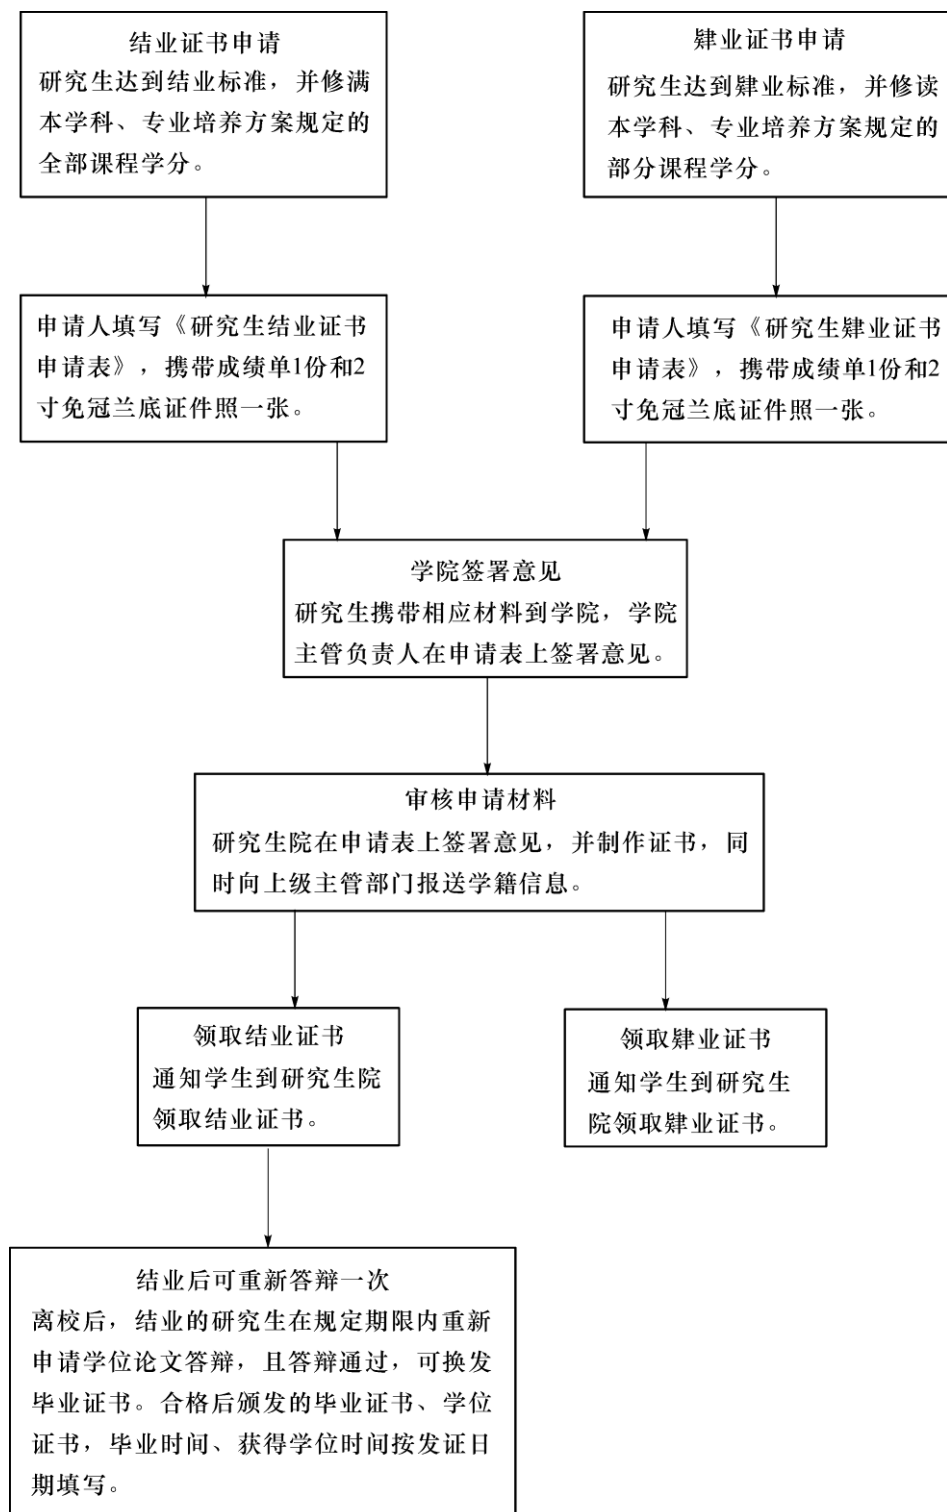 结业证书申请
研究生达到结业标准，并修满
本学科、专业培养方案规定的
全部课程学分。
肄业证书申请
研究生达到肄业标准，并修读
本学科、专业培养方案规定的
部分课程学分。
申请人填写《研究生结业证书
申请表》，携带成绩单1份和2
寸免冠兰底证件照一张。
申请人填写《研究生肄业证书
申请表》，携带成绩单1份和2
寸免冠兰底证件照一张。
学院签署意见
研究生携带相应材料到学院，学院
主管负责人在申请表上签署意见。
审核申请材料
研究生院在申请表上签署意见，并制作证书，同
时向上级主管部门报送学籍信息。
领取结业证书
通知学生到研究生院
领取结业证书。
领取肄业证书
通知学生到研究生
院领取肄业证书。
结业后可重新答辩一次
离校后，结业的研究生在规定期限内重新
申请学位论文答辩，且答辩通过，可换发
毕业证书。合格后颁发的毕业证书、学位
证书，毕业时间、获得学位时间按发证日
期填写。